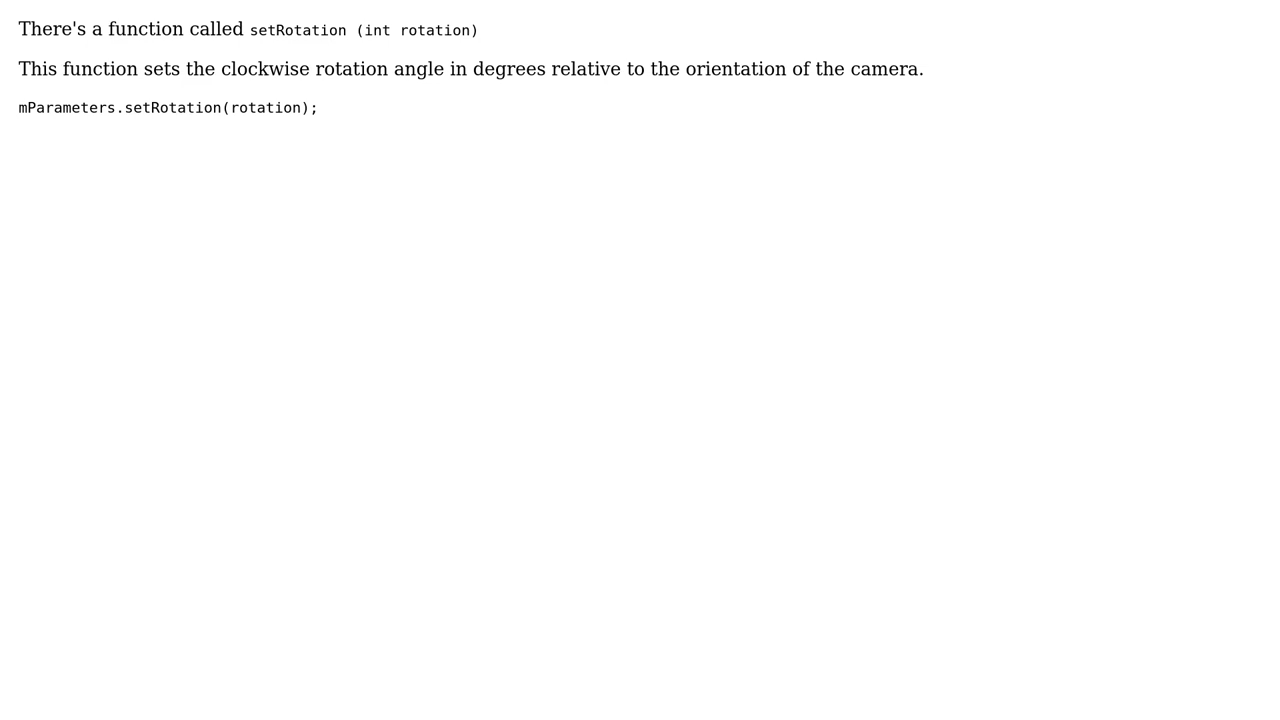 There's a function called setRotation (int rotation)
This function sets the clockwise rotation angle in degrees relative to the orientation of the camera.
mParameters.setRotation(rotation);